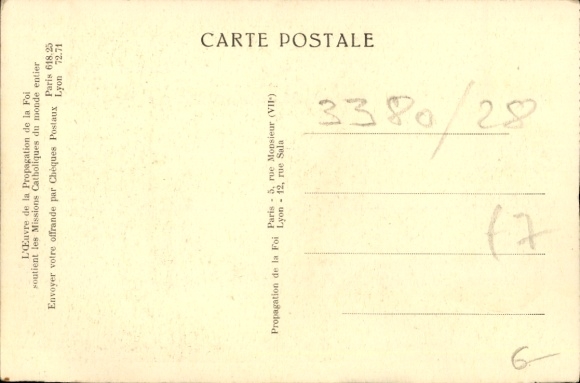 CARTE POSTALE
L'Œuvre de la Propagation de la Foi
soutient les Missions Catholiques du monde entier
Envoyer votre offrande par Chèques Postaux Paris 618.25
Lyon 72.71
Propagation de la Foi Paris - 5, rue Monsieur (VIIe)
Lyon - 12, rue Sala
3380/28
(7
6-